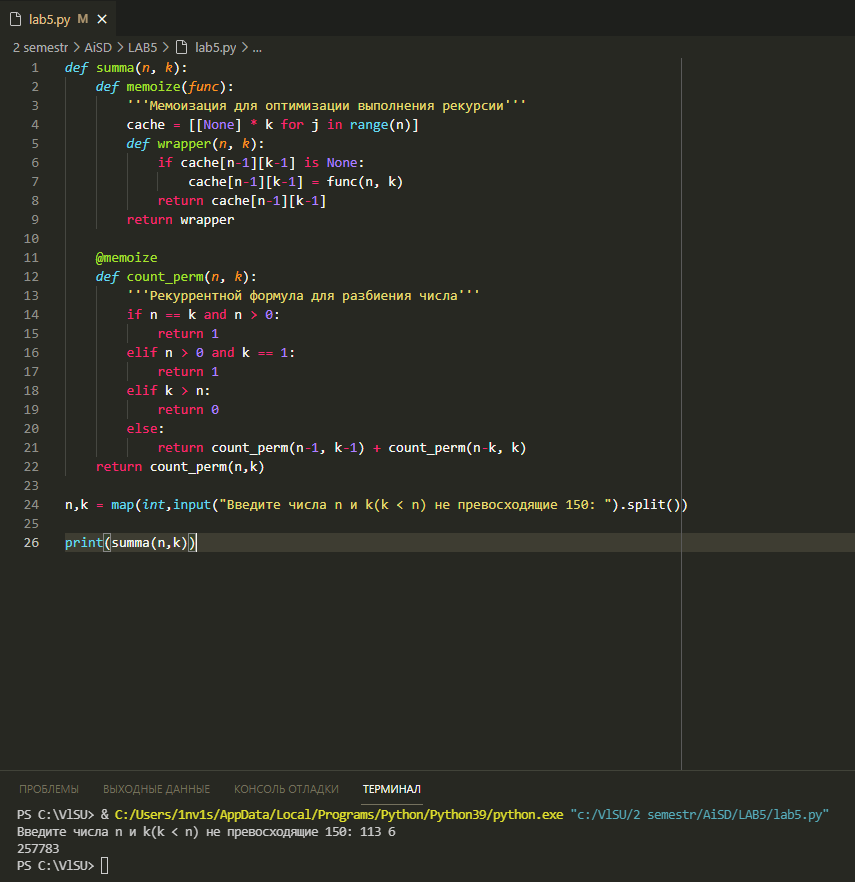 lab5.py M ×
2 semestr > AiSD > LAB5 > lab5.py > ...
1 def summa(n, k):
2     def memoize(func):
3         '''Мемоизация для оптимизации выполнения рекурсии'''
4         cache = [[None] * k for j in range(n)]
5         def wrapper(n, k):
6             if cache[n-1][k-1] is None:
7                 cache[n-1][k-1] = func(n, k)
8             return cache[n-1][k-1]
9         return wrapper
10
11     @memoize
12     def count_perm(n, k):
13         '''Рекуррентной формула для разбиения числа'''
14         if n == k and n > 0:
15             return 1
16         elif n > 0 and k == 1:
17             return 1
18         elif k > n:
19             return 0
20         else:
21             return count_perm(n-1, k-1) + count_perm(n-k, k)
22     return count_perm(n,k)
23
24 n,k = map(int,input("Введите числа n и k(k < n) не превосходящие 150: ").split())
25
26 print(summa(n,k))
ПРОБЛЕМЫ ВЫХОДНЫЕ ДАННЫЕ КОНСОЛЬ ОТЛАДКИ ТЕРМИНАЛ
PS C:\VlSU> & C:/Users/1nv1s/AppData/Local/Programs/Python/Python39/python.exe "c:/VlSU/2 semestr/AiSD/LAB5/lab5.py"
Введите числа n и k(k < n) не превосходящие 150: 113 6
257783
PS C:\VlSU>